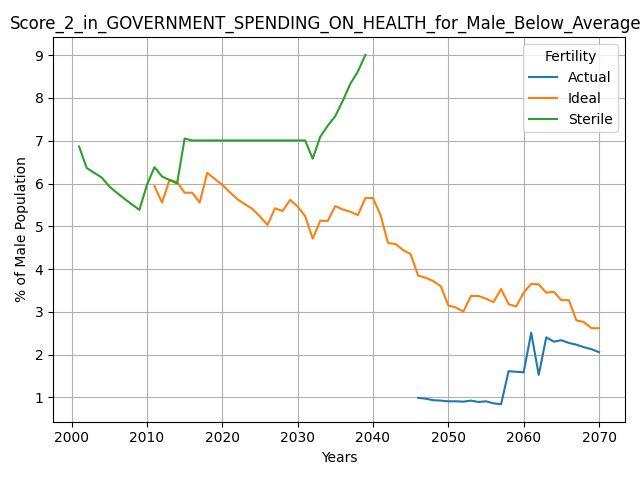 Score_2_in_GOVERNMENT_SPENDING_ON_HEALTH_for_Male_Below_Average
Fertility
Actual
Ideal
Sterile
% of Male Population
9
8
7
6
5
4
3
2
1
2000 2010 2020 2030 2040 2050 2060 2070
Years